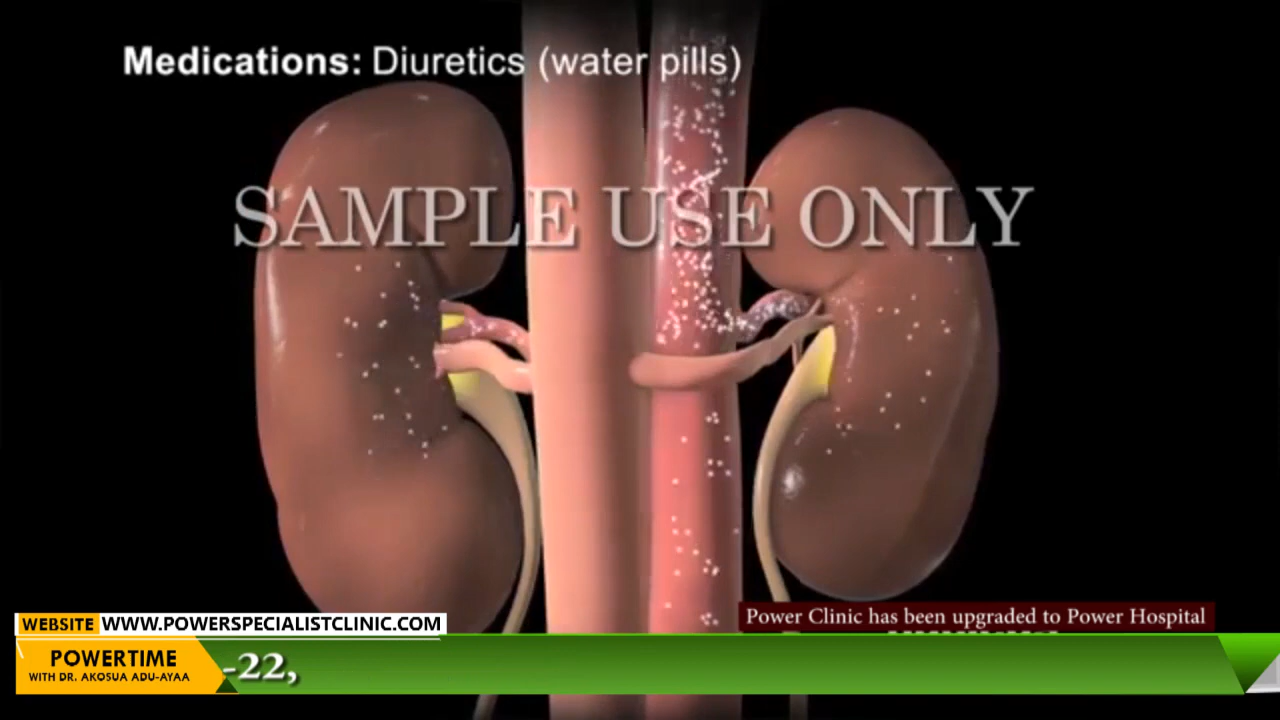 Medications: Diuretics (water pills)
SAMPLE USE ONLY
Power Clinic has been upgraded to Power Hospital
WEBSITE WWW.POWERSPECIALISTCLINIC.COM
POWERTIME
WITH DR. AKOSUA ADU-AYAA
-22,